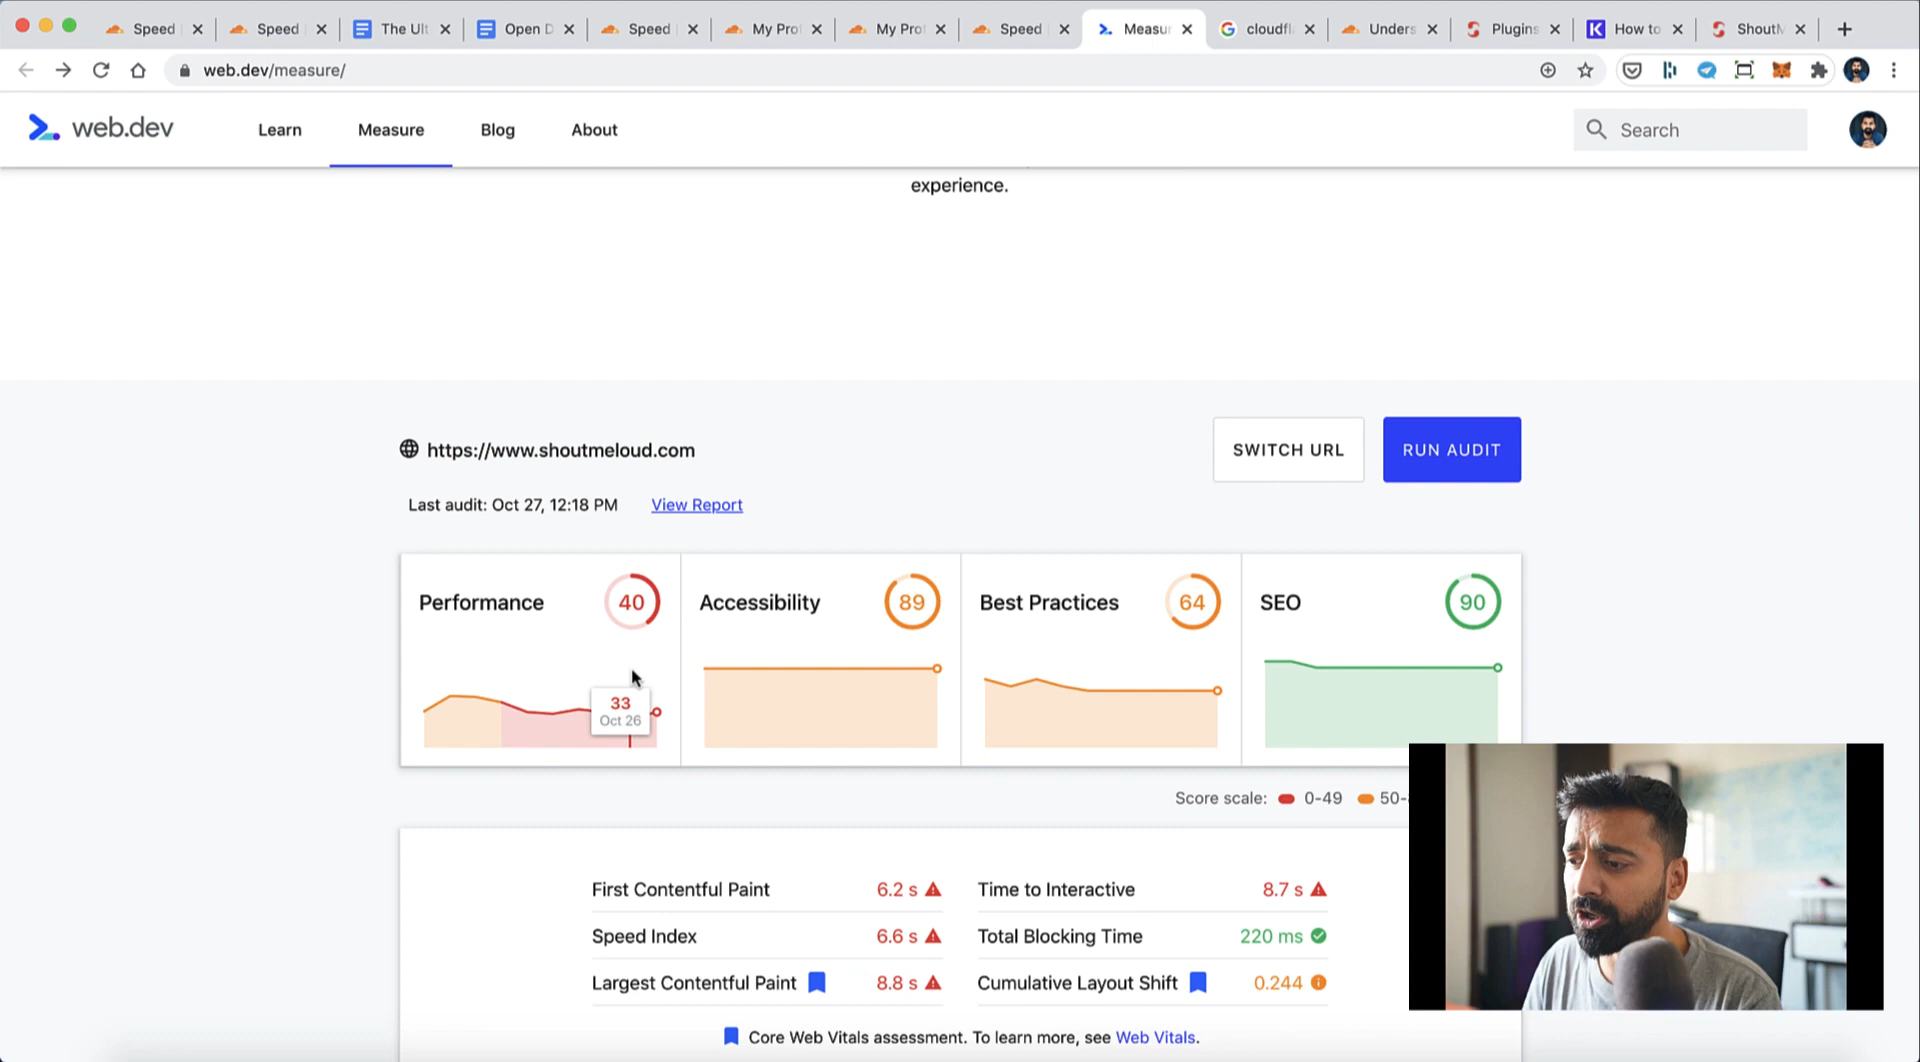 Speed
Speed
The Ult
Open D
Speed
My Pro
My Pro
Speed
Measur
cloudfl
Unders
Plugins
How to
ShoutM
web.dev/measure/
web.dev
Learn
Measure
Blog
About
Search
experience.
https://www.shoutmeloud.com
SWITCH URL
RUN AUDIT
Last audit: Oct 27, 12:18 PM
View Report
Performance
40
Accessibility
89
Best Practices
64
SEO
90
33
Oct 26
Score scale:
0-49
50-
First Contentful Paint
6.2 s
Time to Interactive
8.7 s
Speed Index
6.6 s
Total Blocking Time
220 ms
Largest Contentful Paint
8.8 s
Cumulative Layout Shift
0.244
Core Web Vitals assessment. To learn more, see Web Vitals.